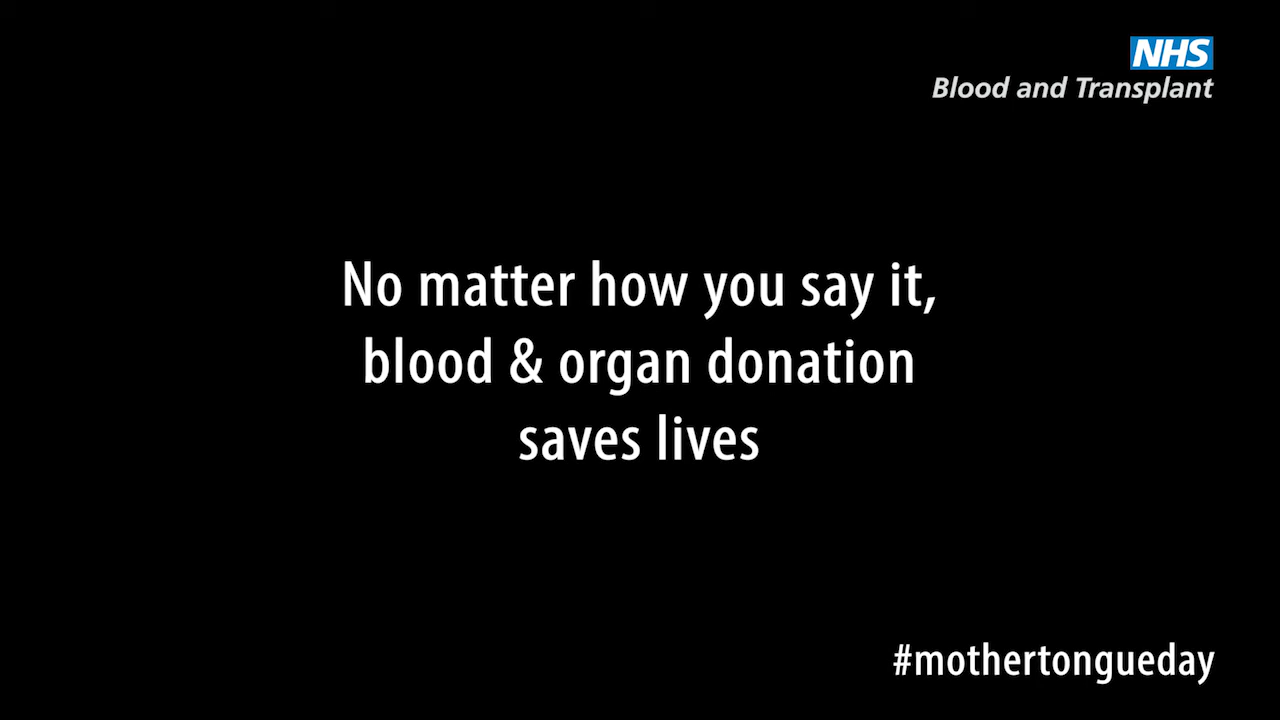 NHS
Blood and Transplant
No matter how you say it,
blood & organ donation
saves lives
#mothertongueday